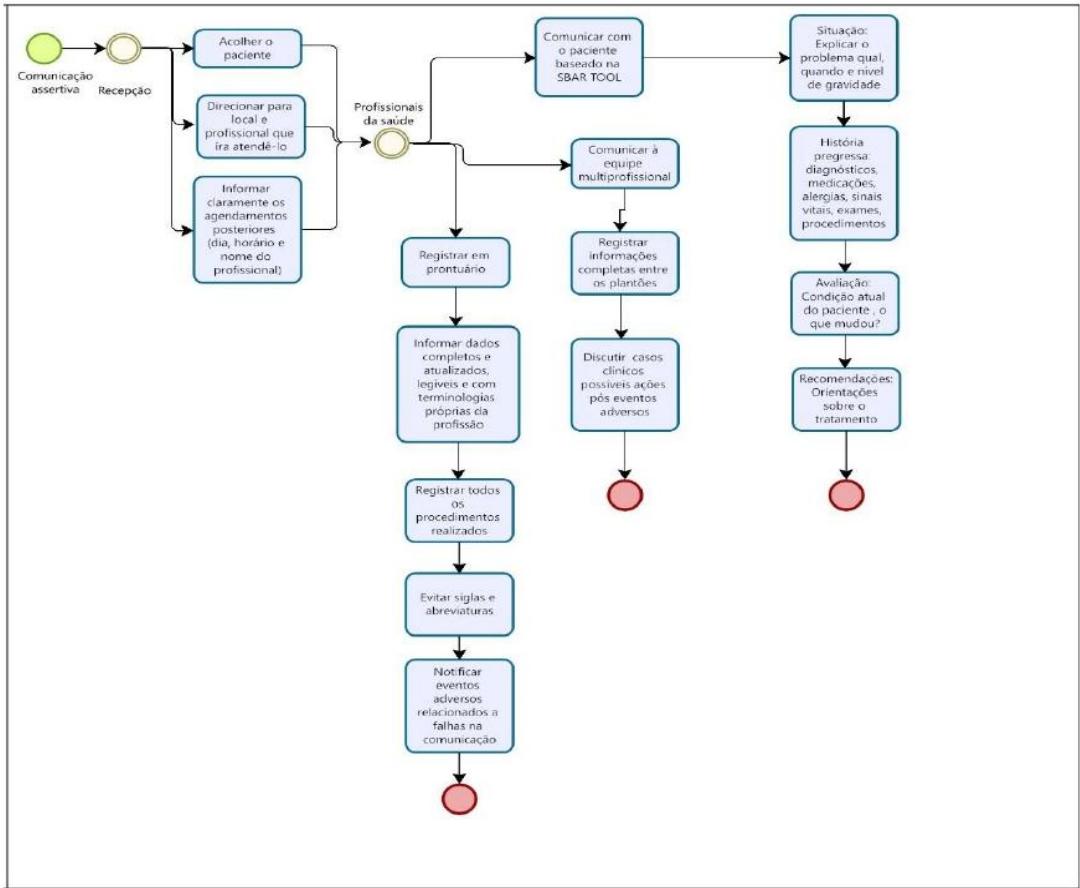 Comunicação
assertiva
Recepção
Acolher o
paciente
Direcionar para
local e
profissional que
íra atendê-lo
Informar
claramente os
agendamentos
posteriores
(dia, horário e
nome do
profissional)
Profissionais
da saúde
Comunicar com
o paciente
baseado na
SBAR TOOL
Situação:
Explicar o
problema qual,
quando e nivel
de gravidade
História
pregressa:
diagnósticos,
medicações,
alergias, sinais
vitais, exames,
procedimentos
Avaliação:
Condição atual
do paciente , o
que mudou?
Recomendações:
Orientações
sobre o
tratamento
Comunicar à
equipe
multiprofissional
Registrar
informações
completas entre
os plantões
Discutir casos
clinicos
possiveis ações
pós eventos
adversos
Registrar em
prontuário
Informar dados
completos e
atualizados,
legiveis e com
terminologias
próprias da
profissão
Registrar todos
os
procedimentos
realizados
Evitar siglas e
abreviaturas
Notificar
eventos
adversos
relacionados a
falhas na
comunicação